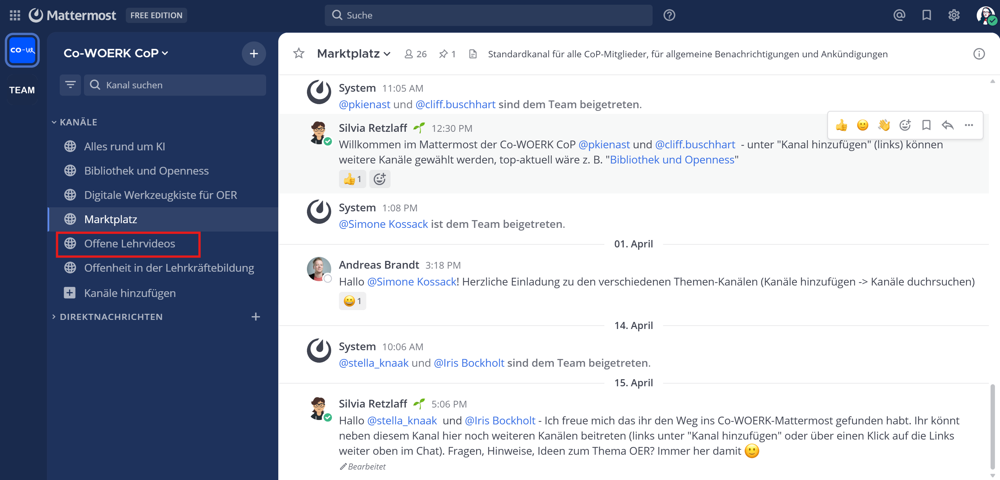 Mattermost FREE EDITION
Suche
CO-W
TEAM
Co-WOERK CoP
Kanal suchen
KANÄLE
Alles rund um KI
Bibliothek und Openness
Digitale Werkzeugkiste für OER
Marktplatz
Offene Lehrvideos
Offenheit in der Lehrkräftebildung
Kanäle hinzufügen
DIREKTNACHRICHTEN
Marktplatz 26 1 Standardkanal für alle CoP-Mitglieder, für allgemeine Benachrichtigungen und Ankündigungen
System 11:05 AM
@pkienast und @cliff.buschhart sind dem Team beigetreten.
Silvia Retzlaff 12:30 PM
Willkommen im Mattermost der Co-WOERK CoP @pkienast und @cliff.buschhart - unter "Kanal hinzufügen" (links) können
weitere Kanäle gewählt werden, top-aktuell wäre z. B. "Bibliothek und Openness"
1
System 1:08 PM
@Simone Kossack ist dem Team beigetreten.
01. April
Andreas Brandt 3:18 PM
Hallo @Simone Kossack! Herzliche Einladung zu den verschiedenen Themen-Kanälen (Kanäle hinzufügen -> Kanäle duchrsuchen)
1
14. April
System 10:06 AM
@stella_knaak und @Iris Bockholt sind dem Team beigetreten.
15. April
Silvia Retzlaff 5:06 PM
Hallo @stella_knaak und @Iris Bockholt - Ich freue mich das ihr den Weg ins Co-WOERK-Mattermost gefunden habt. Ihr könnt
neben diesem Kanal hier noch weiteren Kanälen beitreten (links unter "Kanal hinzufügen" oder über einen Klick auf die Links
weiter oben im Chat). Fragen, Hinweise, Ideen zum Thema OER? Immer her damit
Bearbeitet